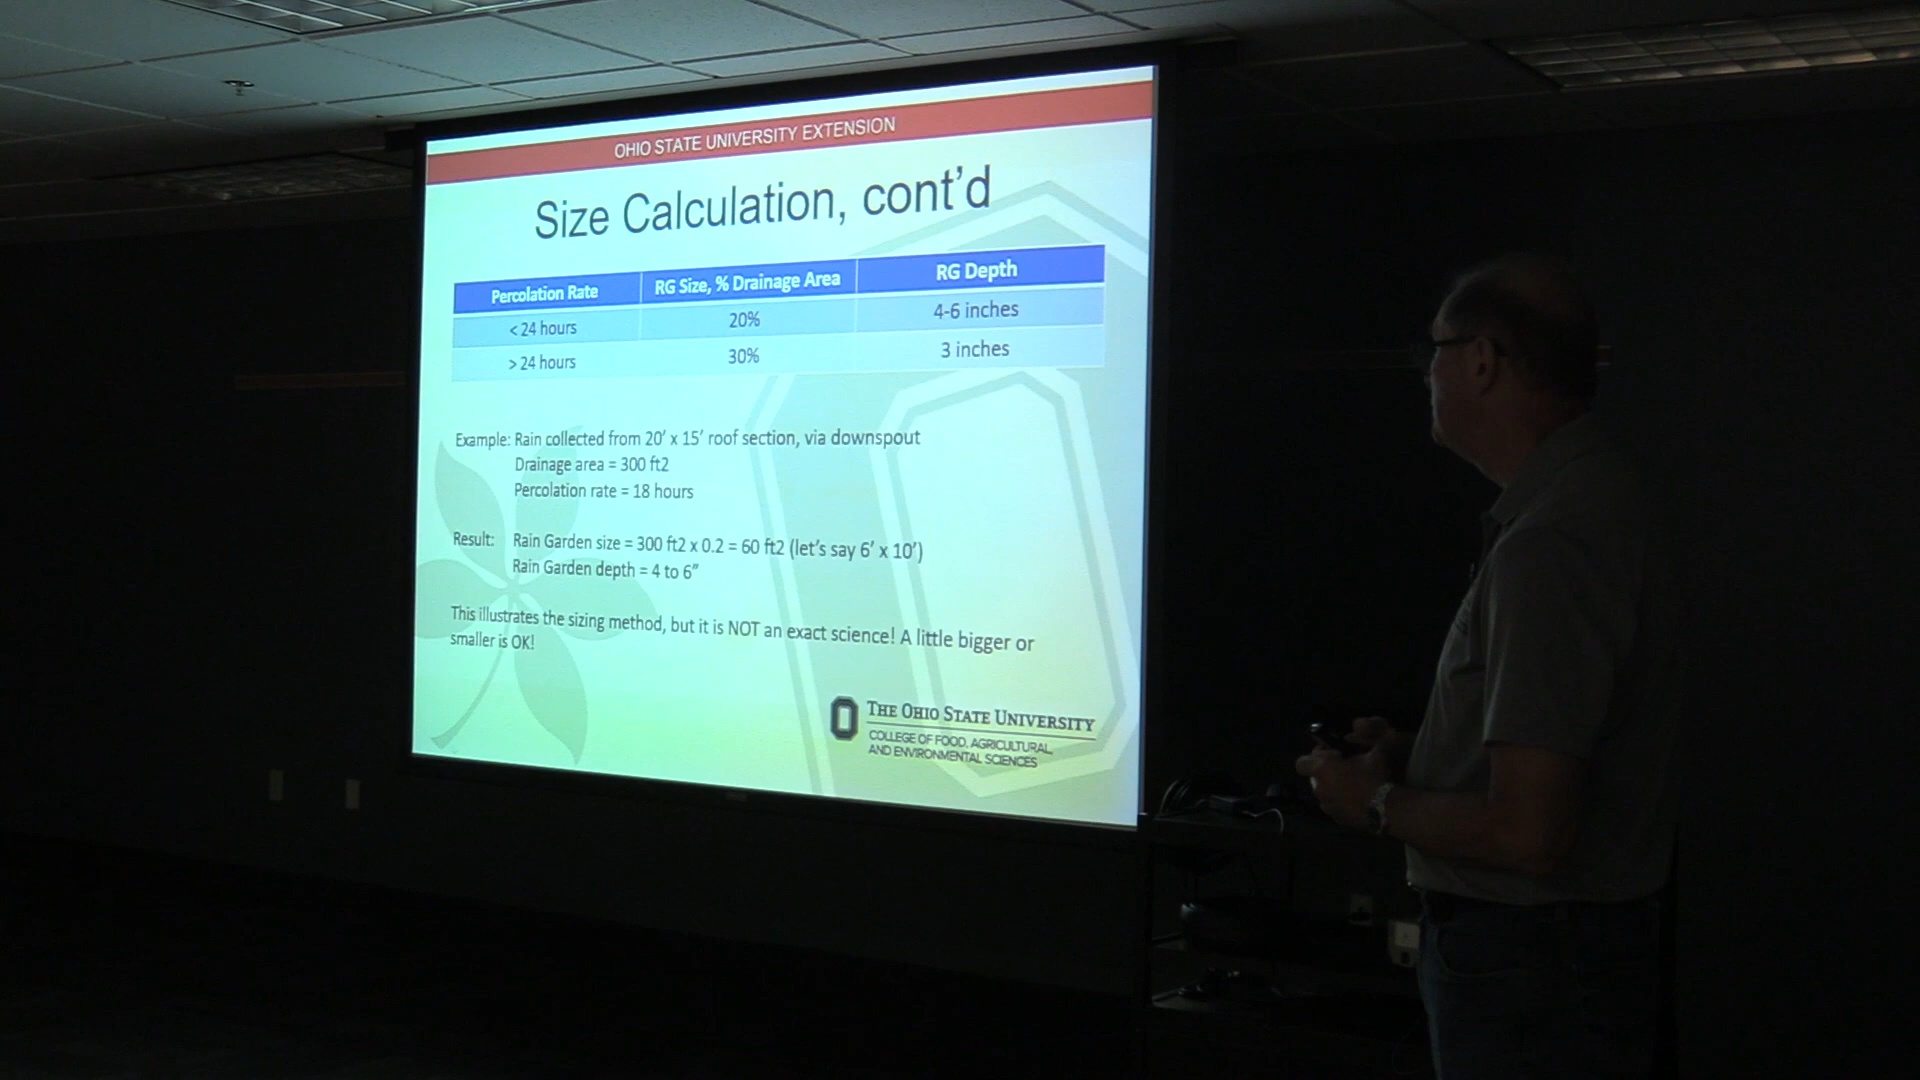 OHIO STATE UNIVERSITY EXTENSION
Size Calculation, cont'd
Percolation Rate RG Size, % Drainage Area RG Depth
< 24 hours 20% 4-6 inches
> 24 hours 30% 3 inches
Example: Rain collected from 20' x 15' roof section, via downspout
Drainage area = 300 ft2
Percolation rate = 18 hours
Result: Rain Garden size = 300 ft2 x 0.2 = 60 ft2 (let's say 6' x 10')
Rain Garden depth = 4 to 6"
This illustrates the sizing method, but it is NOT an exact science! A little bigger or
smaller is OK!
THE OHIO STATE UNIVERSITY
COLLEGE OF FOOD, AGRICULTURAL,
AND ENVIRONMENTAL SCIENCES